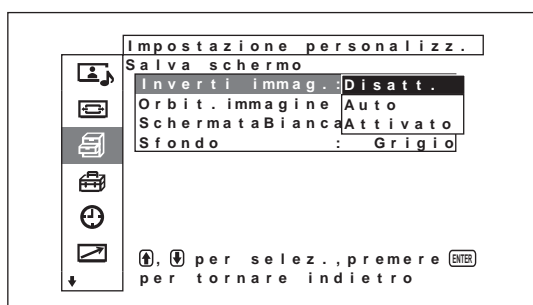 Impostazione personalizz.
Salva schermo
Inverti immag.: Disatt.
Orbit.immagine Auto
SchermataBianca Attivato
Sfondo : Grigio
, per selez.,premere ENTER
per tornare indietro